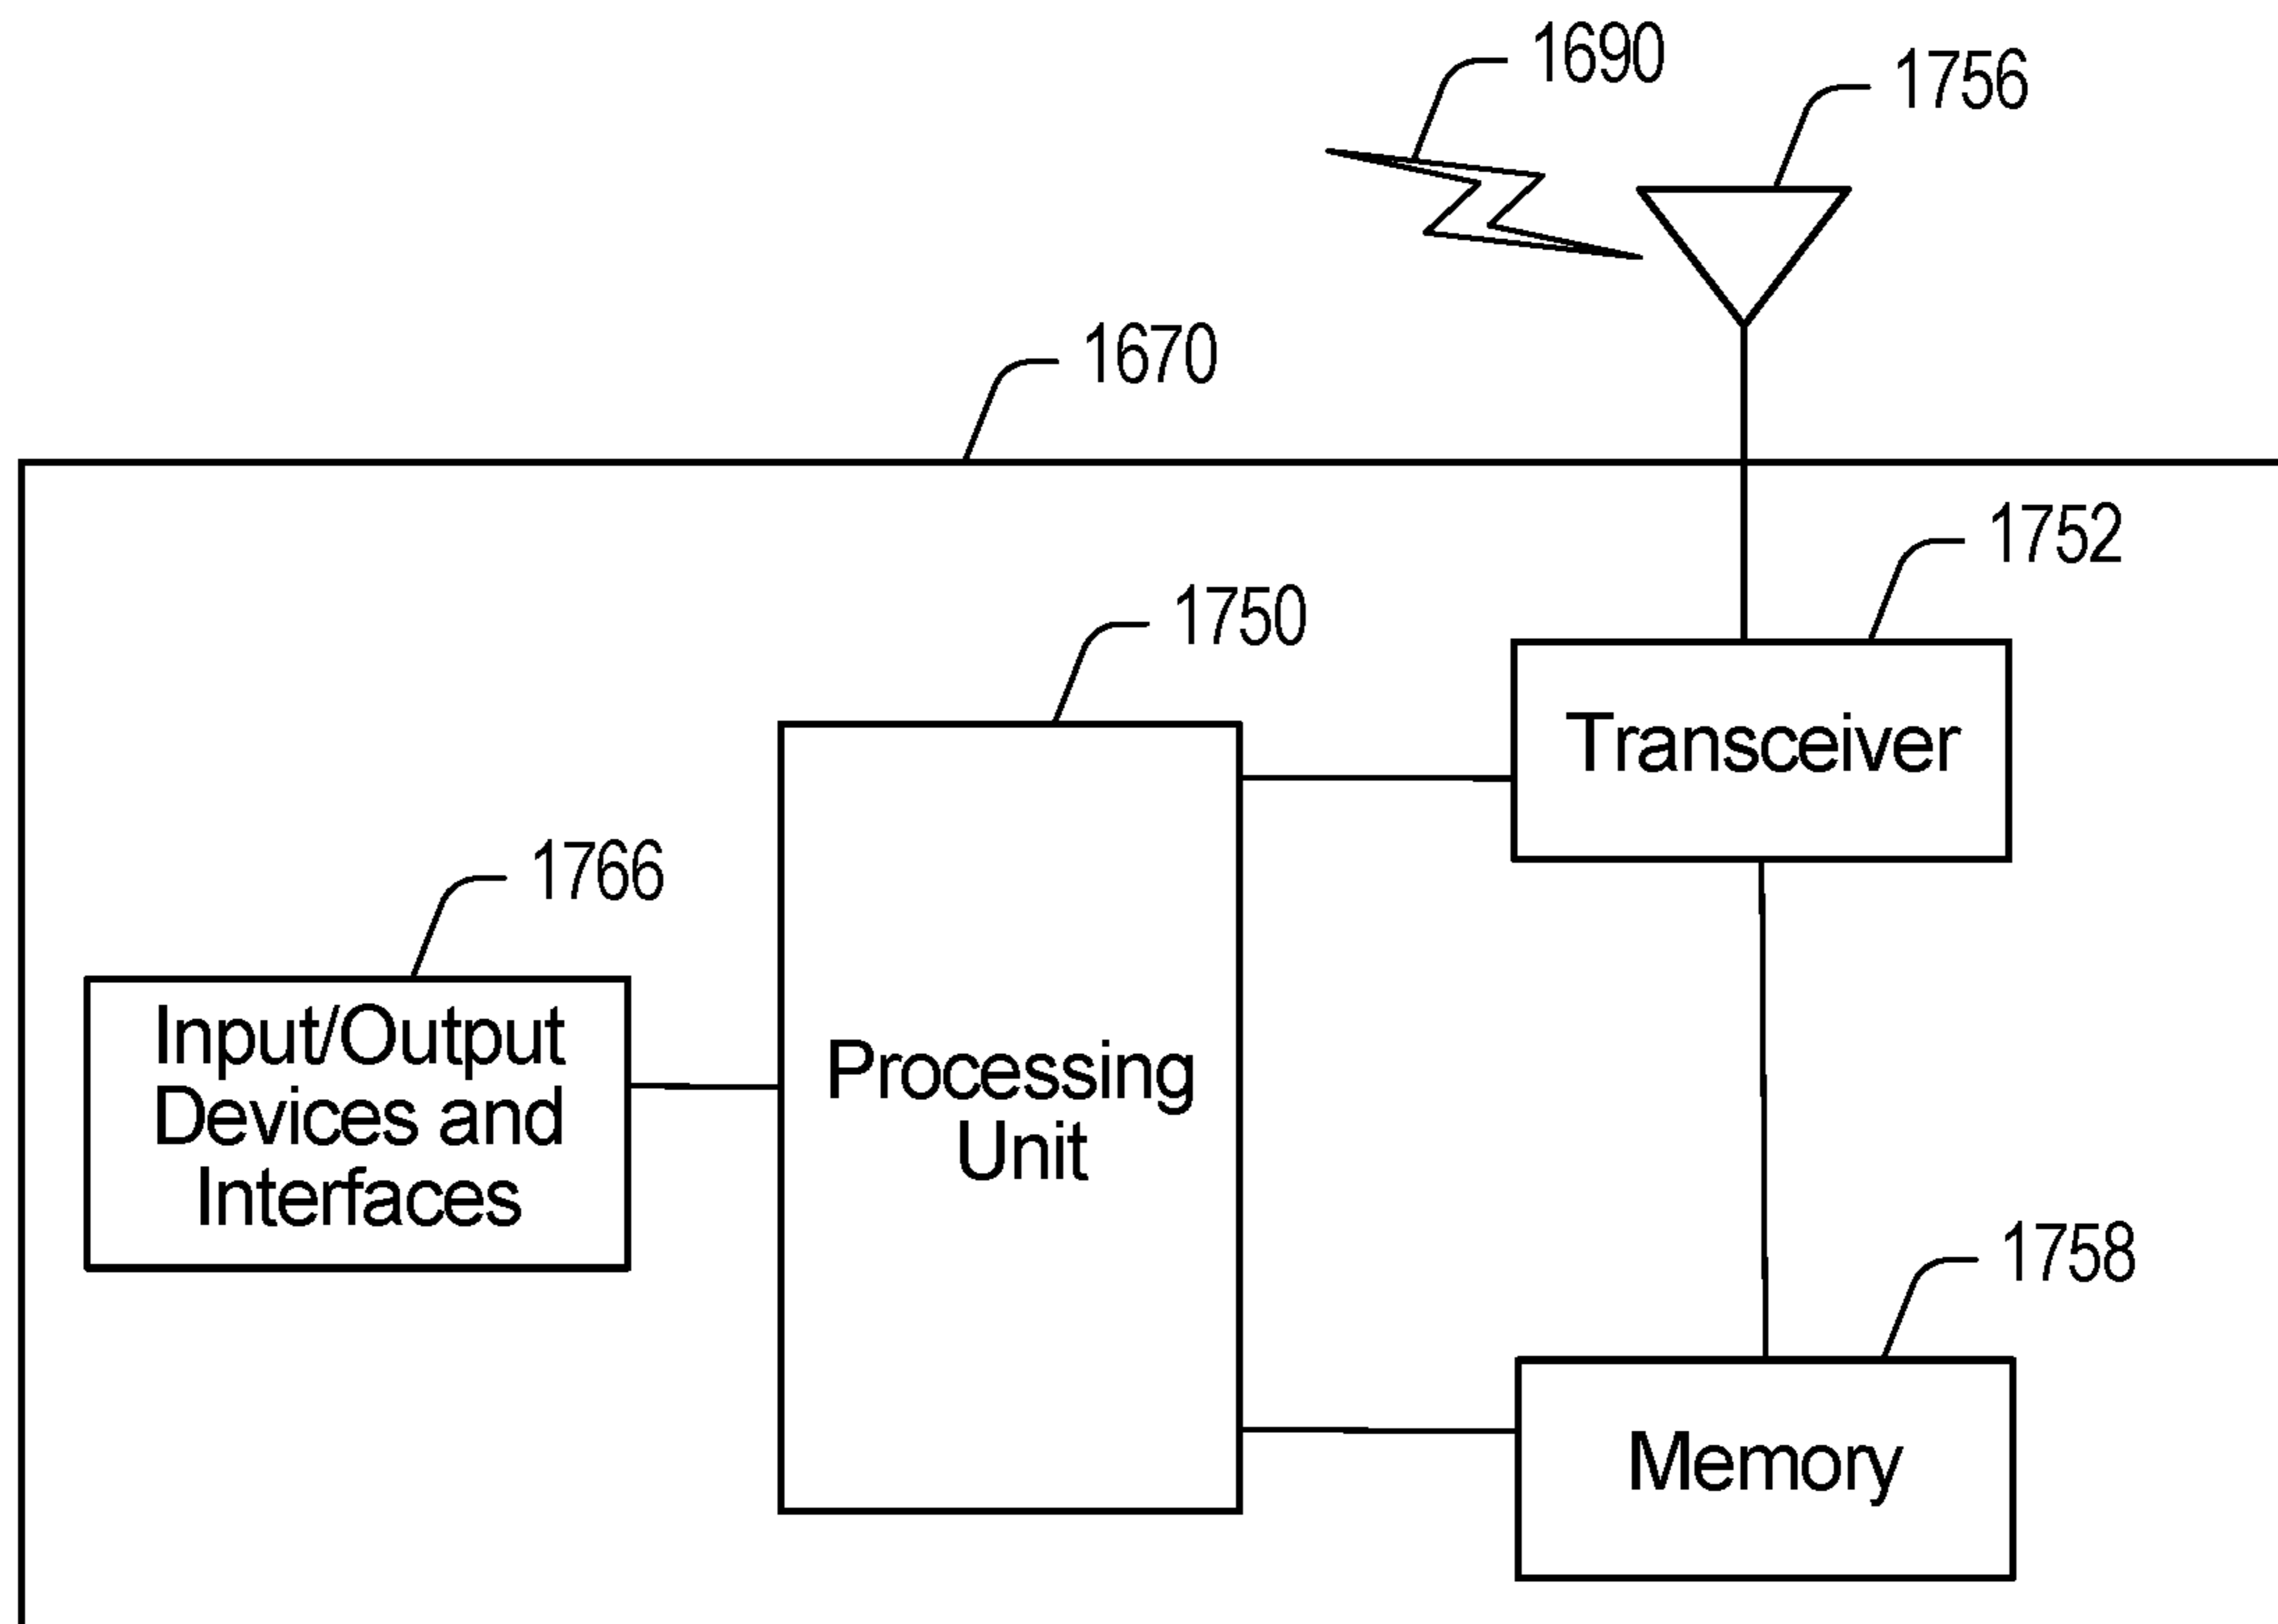 1690
1756
1670
1752
1750
Transceiver
1766
Input/Output
Devices and
Interfaces
Processing
Unit
1758
Memory